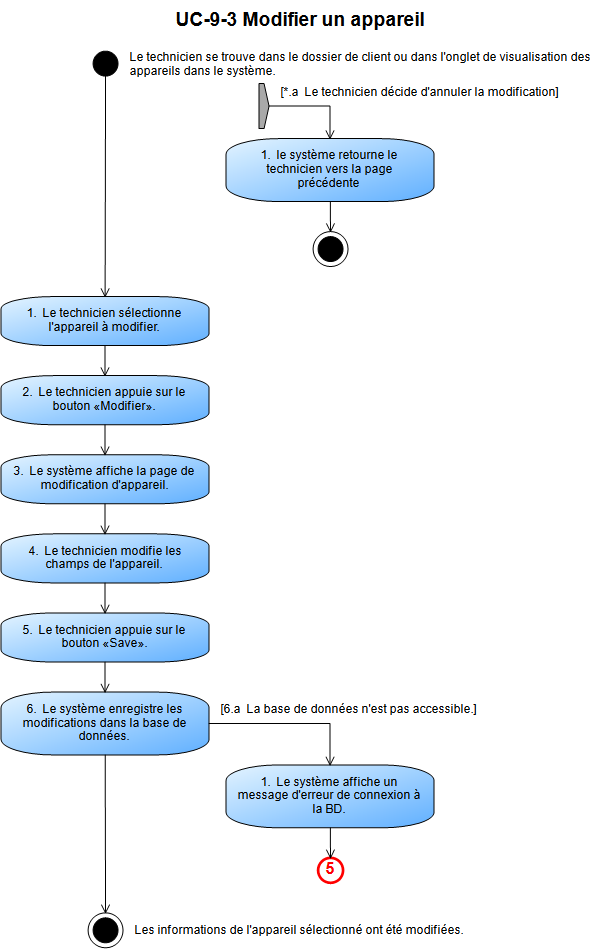 UC-9-3 Modifier un appareil
Le technicien se trouve dans le dossier de client ou dans l'onglet de visualisation des
appareils dans le système.
[*.a  Le technicien décide d'annuler la modification]
1.  le système retourne le
technicien vers la page
précédente
1.  Le technicien sélectionne
l'appareil à modifier.
2.  Le technicien appuie sur le
bouton «Modifier».
3.  Le système affiche la page de
modification d'appareil.
4.  Le technicien modifie les
champs de l'appareil.
5.  Le technicien appuie sur le
bouton «Save».
6.  Le système enregistre les
modifications dans la base de
données.
[6.a  La base de données n'est pas accessible.]
1.  Le système affiche un
message d'erreur de connexion à
la BD.
5
Les informations de l'appareil sélectionné ont été modifiées.